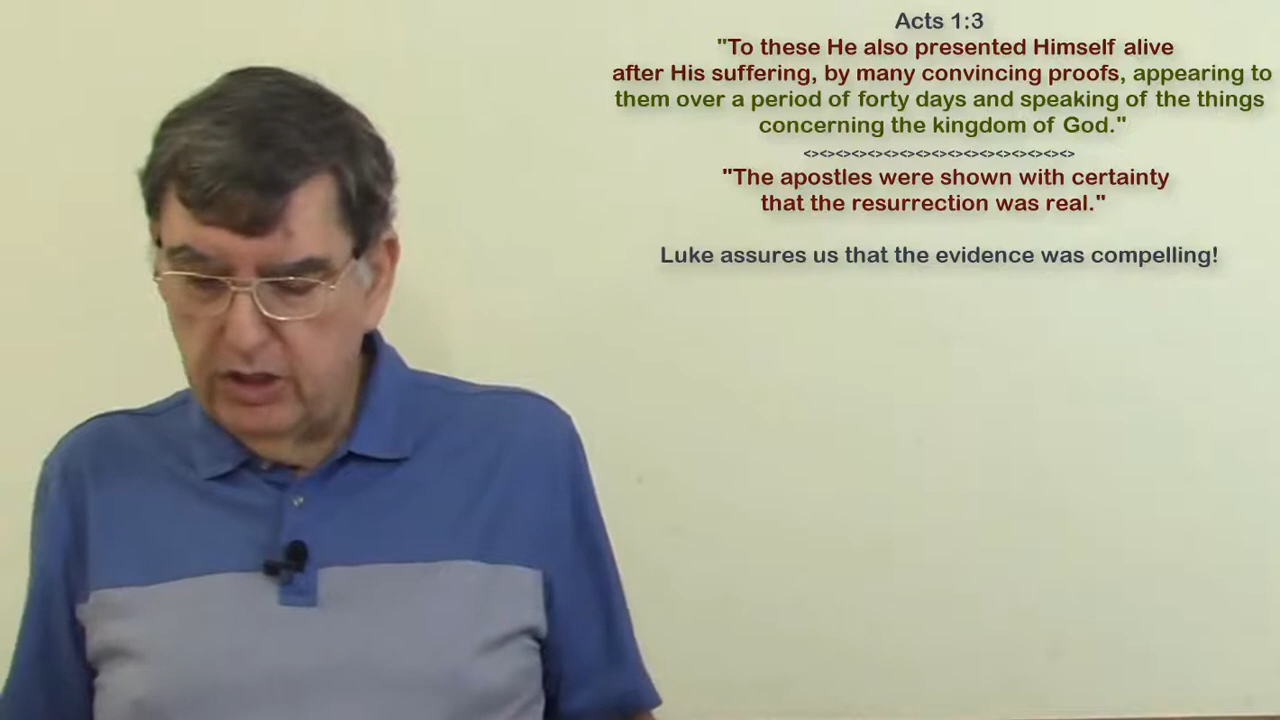 Acts 1:3
"To these He also presented Himself alive
after His suffering, by many convincing proofs, appearing to
them over a period of forty days and speaking of the things
concerning the kingdom of God."
<><><><><><><><><><><><><><><><><>
"The apostles were shown with certainty
that the resurrection was real."
Luke assures us that the evidence was compelling!